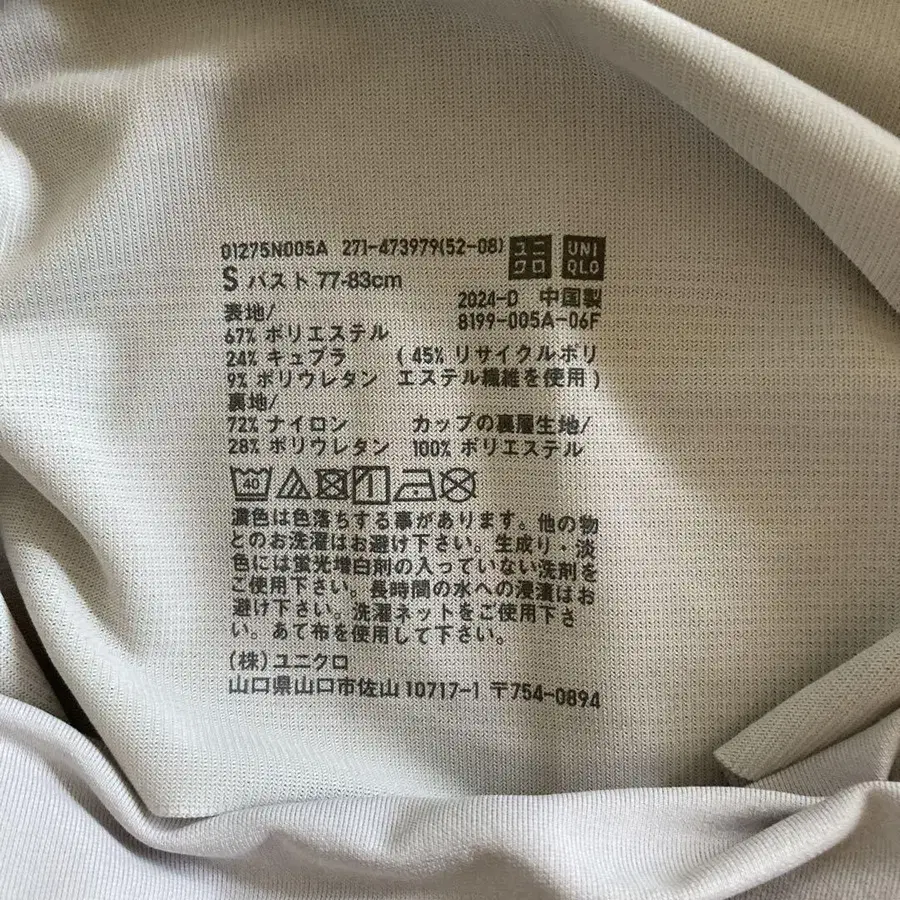 01275N005A 271-473979(52-08) ユニクロ UNIQLO
S バスト 77-83cm
2024-D 中国製
8199-005A-06F
表地/
67% ポリエステル
24% キュプラ (45% リサイクルポリ
9% ポリウレタン エステル繊維を使用)
裏地/
72% ナイロン カップの裏層生地/
28% ポリウレタン 100% ポリエステル
40
濃色は色落ちする事があります。他の物
とのお洗濯はお避け下さい。生成り・淡
色には蛍光増白剤の入っていない洗剤を
ご使用下さい。長時間の水への浸漬はお
避け下さい。洗濯ネットをご使用下さ
い。あて布を使用して下さい。
(株)ユニクロ
山口県山口市佐山10717-1 〒754-0894